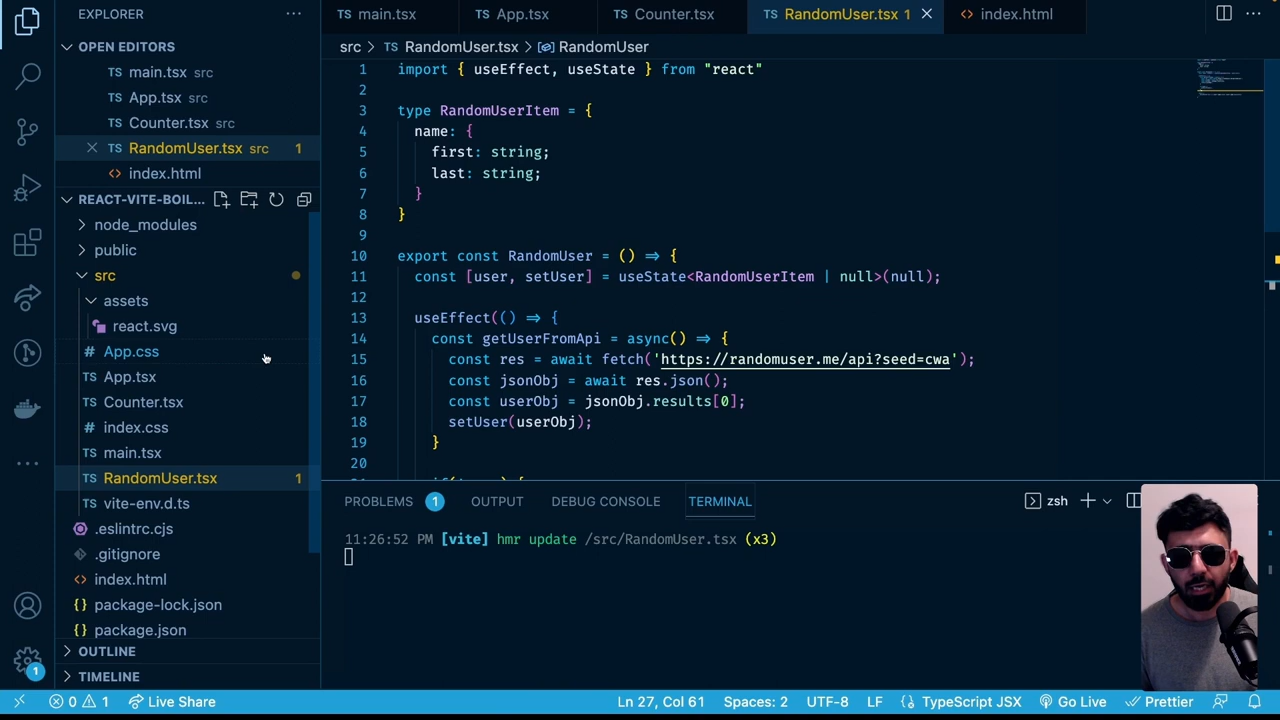 EXPLORER
OPEN EDITORS
main.tsx src
App.tsx src
Counter.tsx src
RandomUser.tsx src 1
index.html
REACT-VITE-BOIL...
node_modules
public
src
assets
react.svg
App.css
App.tsx
Counter.tsx
index.css
main.tsx
RandomUser.tsx 1
vite-env.d.ts
.eslintrc.cjs
.gitignore
index.html
package-lock.json
package.json
OUTLINE
TIMELINE
main.tsx App.tsx Counter.tsx RandomUser.tsx 1 index.html
src > RandomUser.tsx > RandomUser
1 import { useEffect, useState } from "react"
2
3 type RandomUserItem = {
4 name: {
5 first: string;
6 last: string;
7 }
8 }
9
10 export const RandomUser = () => {
11 const [user, setUser] = useState<RandomUserItem | null>(null);
12
13 useEffect(() => {
14 const getUserFromApi = async() => {
15 const res = await fetch('https://randomuser.me/api?seed=cwa');
16 const jsonObj = await res.json();
17 const userObj = jsonObj.results[0];
18 setUser(userObj);
19 }
20
PROBLEMS 1 OUTPUT DEBUG CONSOLE TERMINAL zsh
11:26:52 PM [vite] hmr update /src/RandomUser.tsx (x3)
1
0 1 Live Share Ln 27, Col 61 Spaces: 2 UTF-8 LF {} TypeScript JSX Go Live Prettier